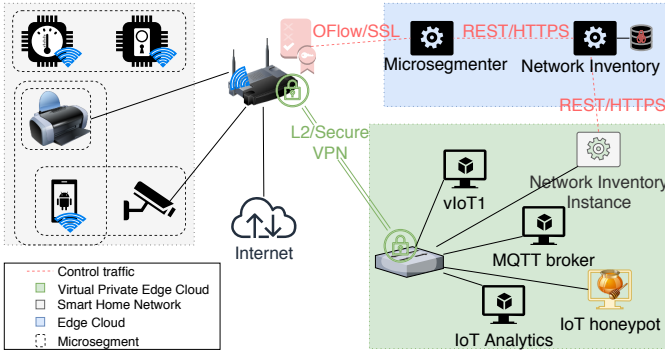 OFlow/SSL
REST/HTTPS
Microsegmenter
Network Inventory
REST/HTTPS
L2/Secure
VPN
vIoT1
Network Inventory
Instance
Internet
MQTT broker
IoT Analytics
IoT honeypot
Control traffic
Virtual Private Edge Cloud
Smart Home Network
Edge Cloud
Microsegment